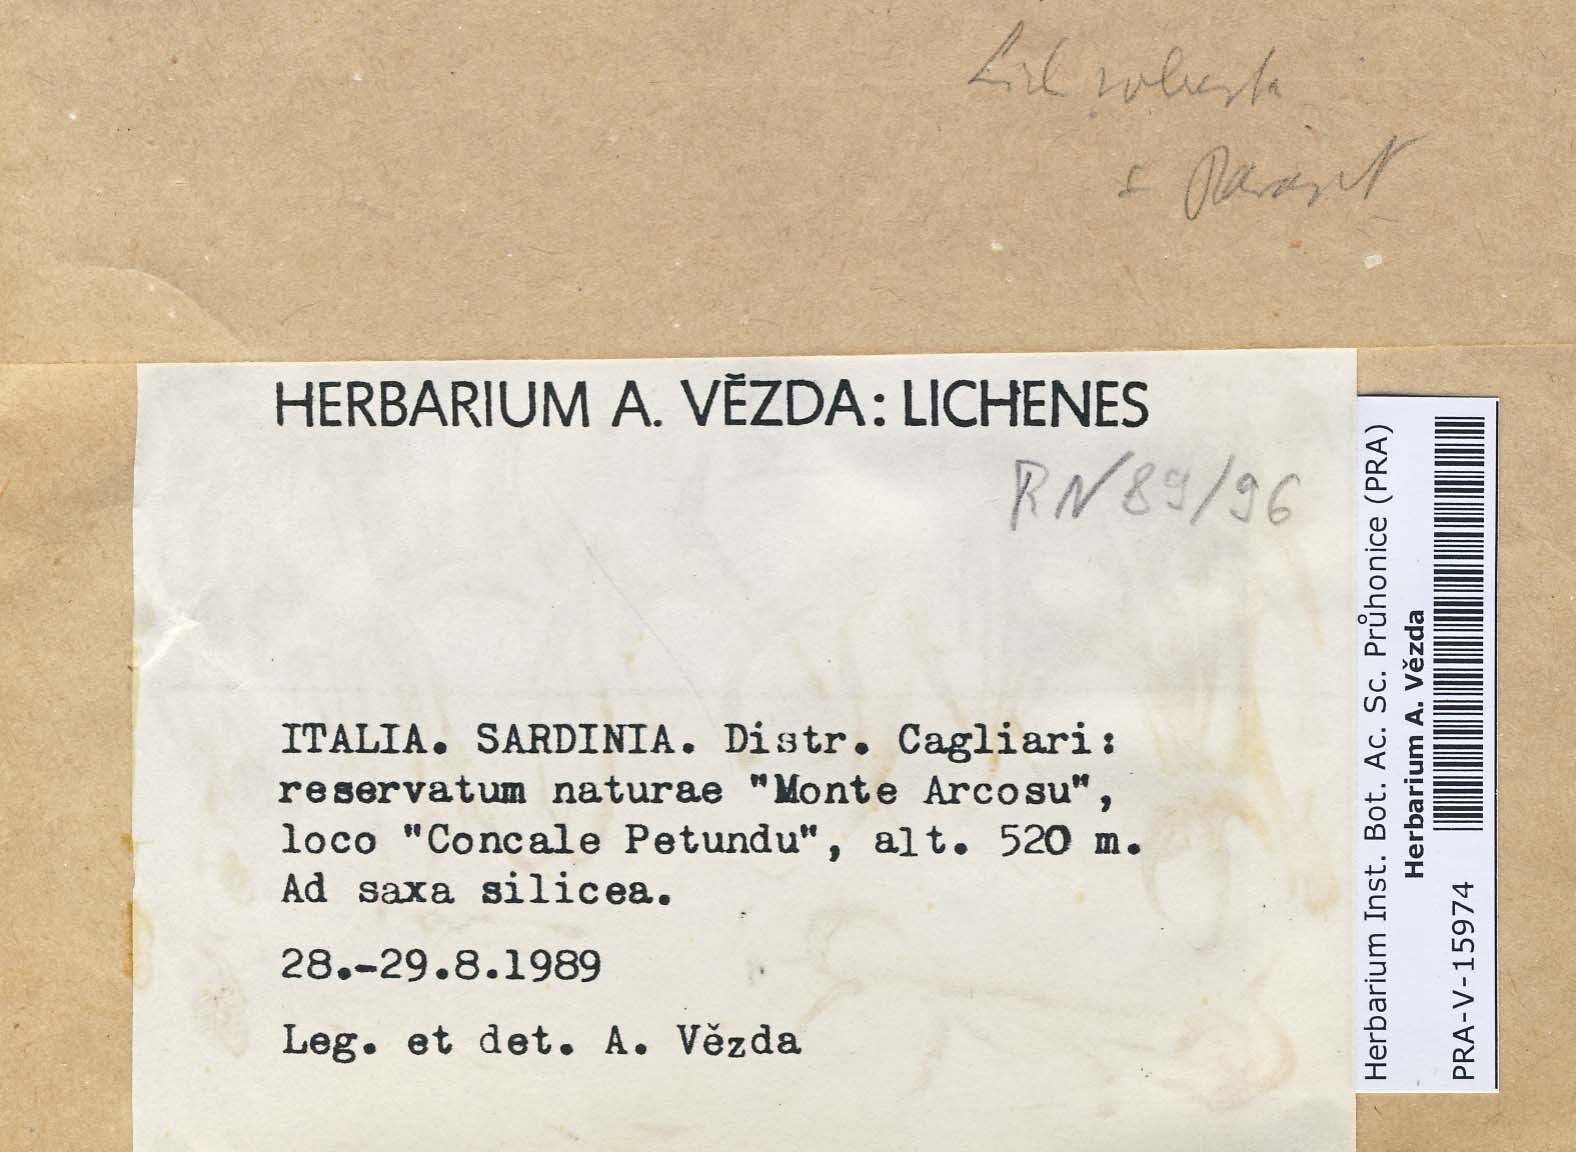 HERBARIUM A. VĚZDA: LICHENES
RN 89/96
ITALIA. SARDINIA. Distr. Cagliari:
reservatum naturae "Monte Arcosu",
loco "Concale Petundu", alt. 520 m.
Ad saxa silicea.
28.-29.8.1989
Leg. et det. A. Vězda
Herbarium Inst. Bot. Ac. Sc. Průhonice (PRA)
Herbarium A. Vězda
PRA-V-15974